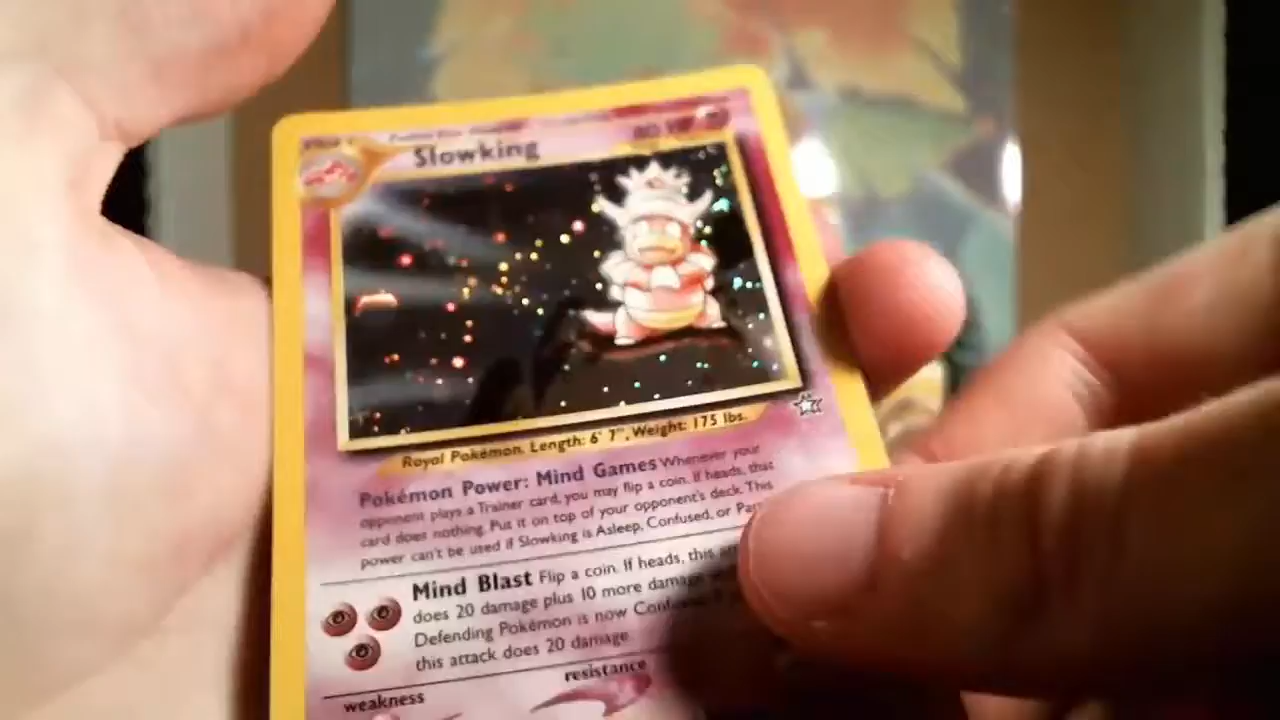 Slowking
80 HP
Royal Pokémon. Length: 6' 7", Weight: 175 lbs.
Pokémon Power: Mind Games Whenever your
opponent plays a Trainer card, you may flip a coin. If heads, that
card does nothing. Put it on top of your opponent's deck. This
power can't be used if Slowking is Asleep, Confused, or
Mind Blast Flip a coin. If heads, this
does 20 damage plus 10 more damage
Defending Pokémon is now
this attack does 20 damage.
resistance
weakness